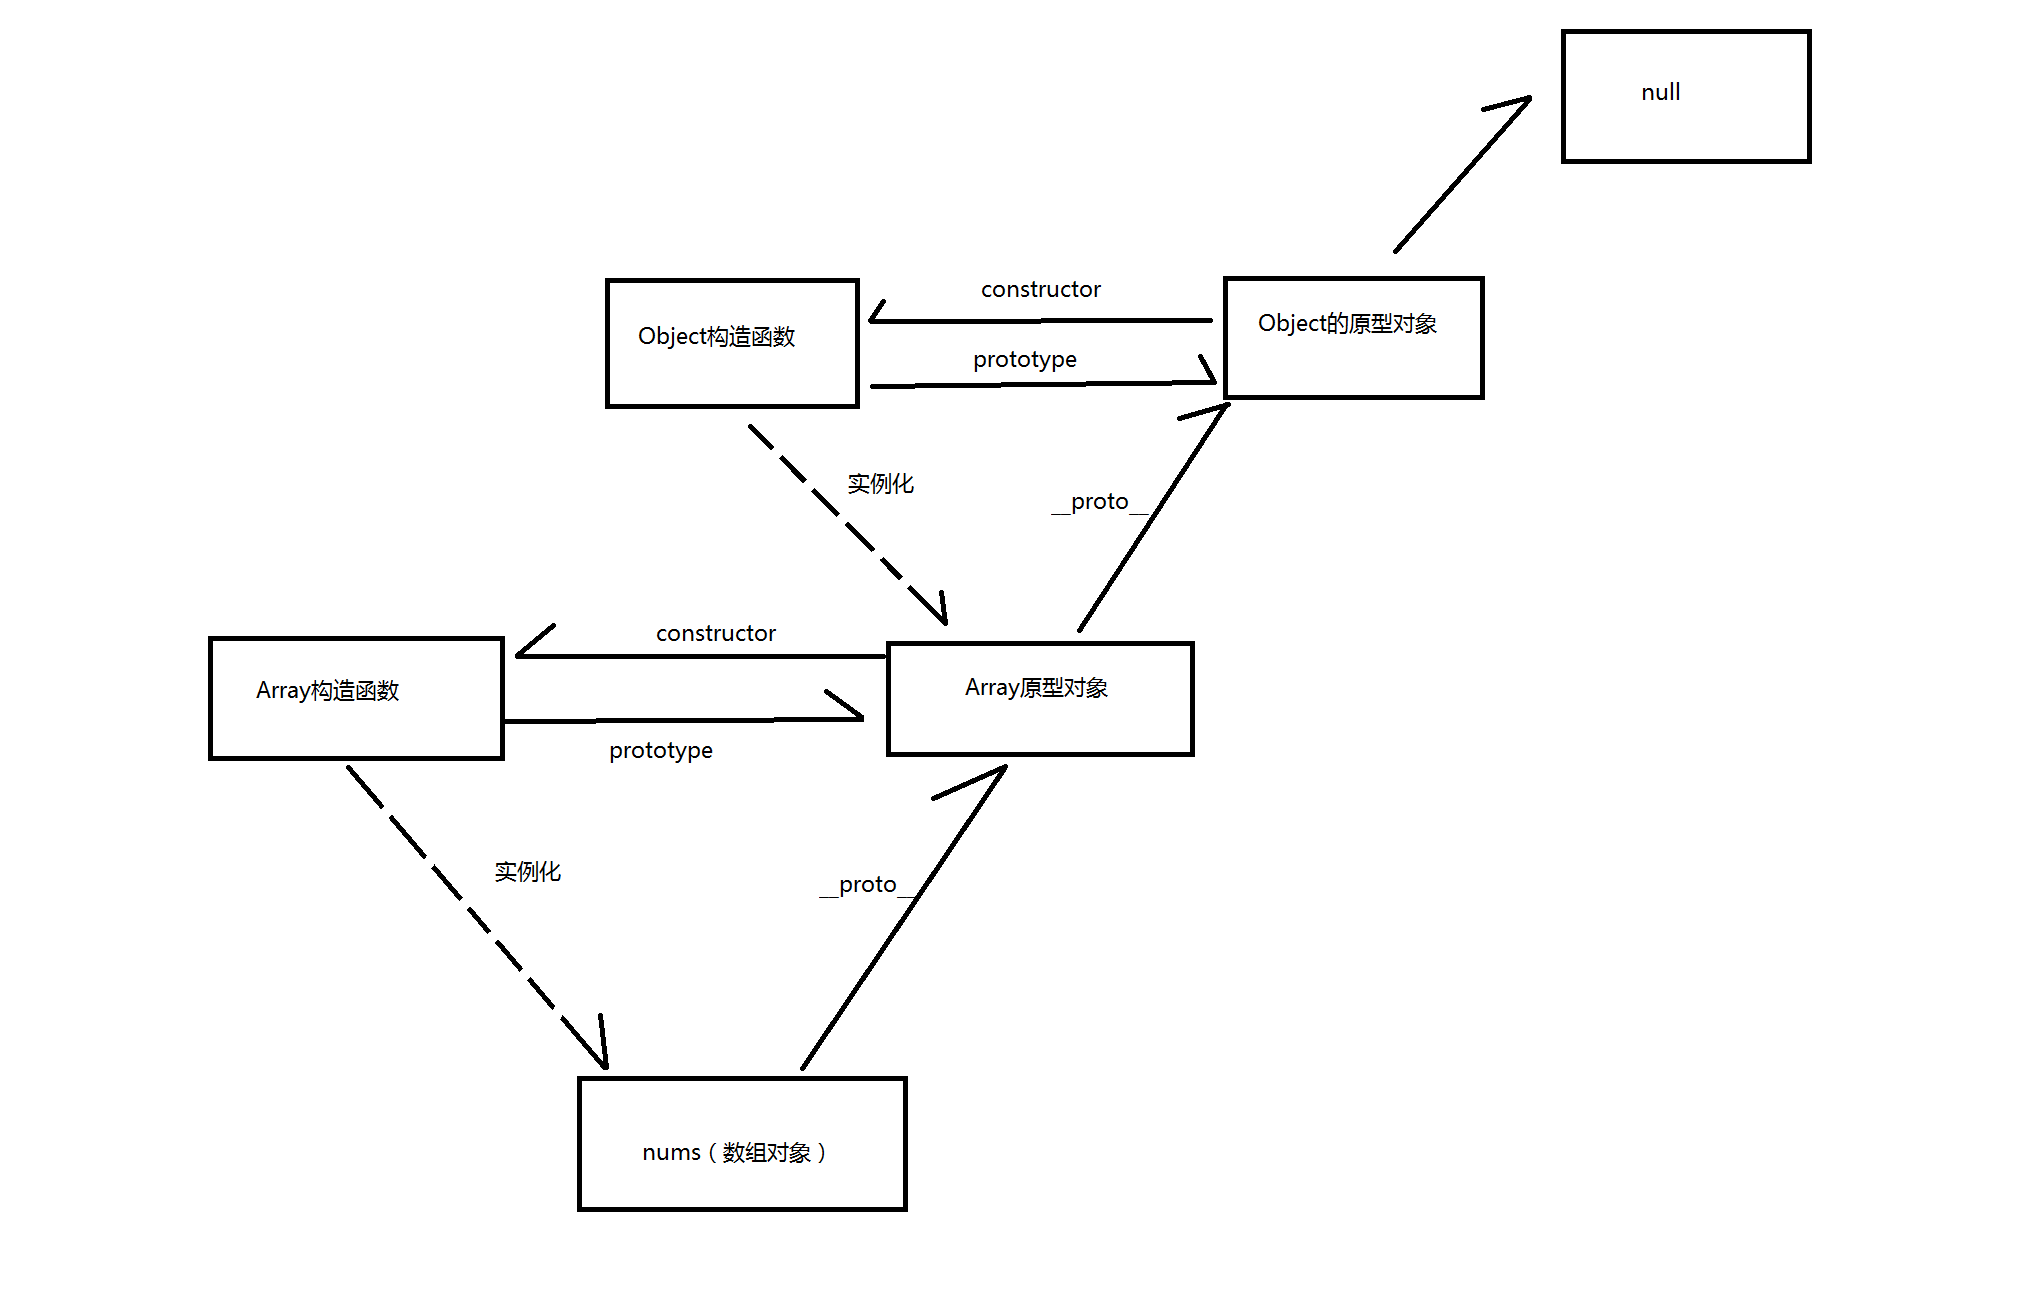 null
constructor
Object构造函数
Object的原型对象
prototype
实例化
__proto__
constructor
Array构造函数
Array原型对象
prototype
实例化
__proto__
nums（数组对象）